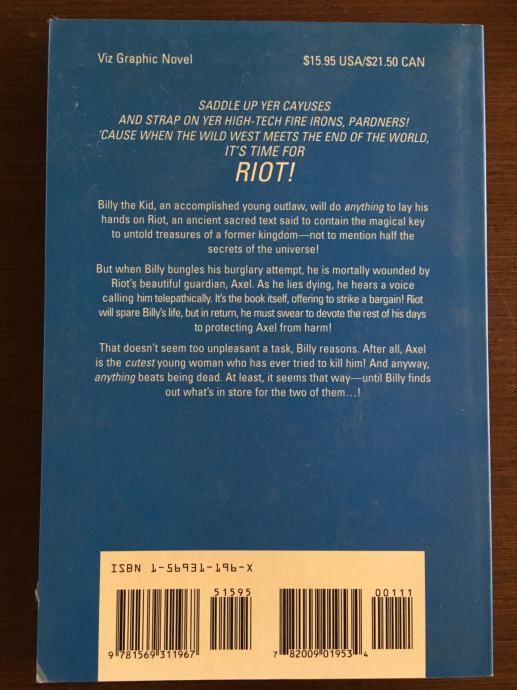 Viz Graphic Novel $15.95 USA/$21.50 CAN
SADDLE UP YER CAYUSES
AND STRAP ON YER HIGH-TECH FIRE IRONS, PARDNERS!
'CAUSE WHEN THE WILD WEST MEETS THE END OF THE WORLD,
IT'S TIME FOR
RIOT!
Billy the Kid, an accomplished young outlaw, will do anything to lay his
hands on Riot, an ancient sacred text said to contain the magical key
to untold treasures of a former kingdom—not to mention half the
secrets of the universe!
But when Billy bungles his burglary attempt, he is mortally wounded by
Riot's beautiful guardian, Axel. As he lies dying, he hears a voice
calling him telepathically. It's the book itself, offering to strike a bargain! Riot
will spare Billy's life, but in return, he must swear to devote the rest of his days
to protecting Axel from harm!
That doesn't seem too unpleasant a task, Billy reasons. After all, Axel
is the cutest young woman who has ever tried to kill him! And anyway,
anything beats being dead. At least, it seems that way—until Billy finds
out what's in store for the two of them...!
ISBN 1-56931-196-X
51595 00111
9 781569 311967 7 82009 01953 4